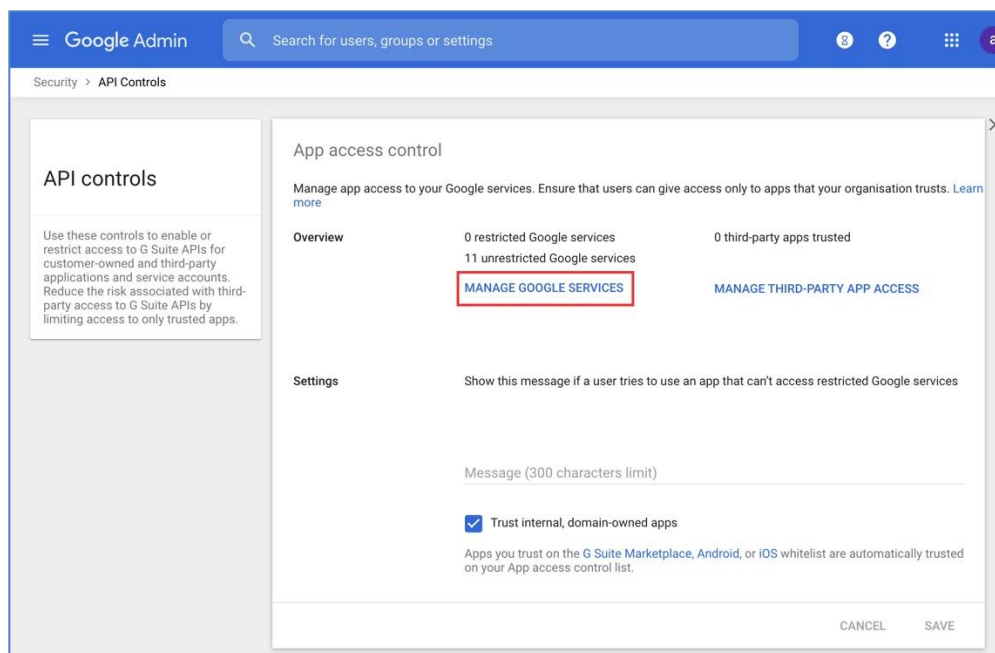 Google Admin
Search for users, groups or settings
Security > API Controls
API controls
Use these controls to enable or
restrict access to G Suite APIs for
customer-owned and third-party
applications and service accounts.
Reduce the risk associated with third-
party access to G Suite APIs by
limiting access to only trusted apps.
App access control
Manage app access to your Google services. Ensure that users can give access only to apps that your organisation trusts. Learn
more
Overview
0 restricted Google services
11 unrestricted Google services
MANAGE GOOGLE SERVICES
0 third-party apps trusted
MANAGE THIRD-PARTY APP ACCESS
Settings
Show this message if a user tries to use an app that can't access restricted Google services
Message (300 characters limit)
Trust internal, domain-owned apps
Apps you trust on the G Suite Marketplace, Android, or iOS whitelist are automatically trusted
on your App access control list.
CANCEL SAVE